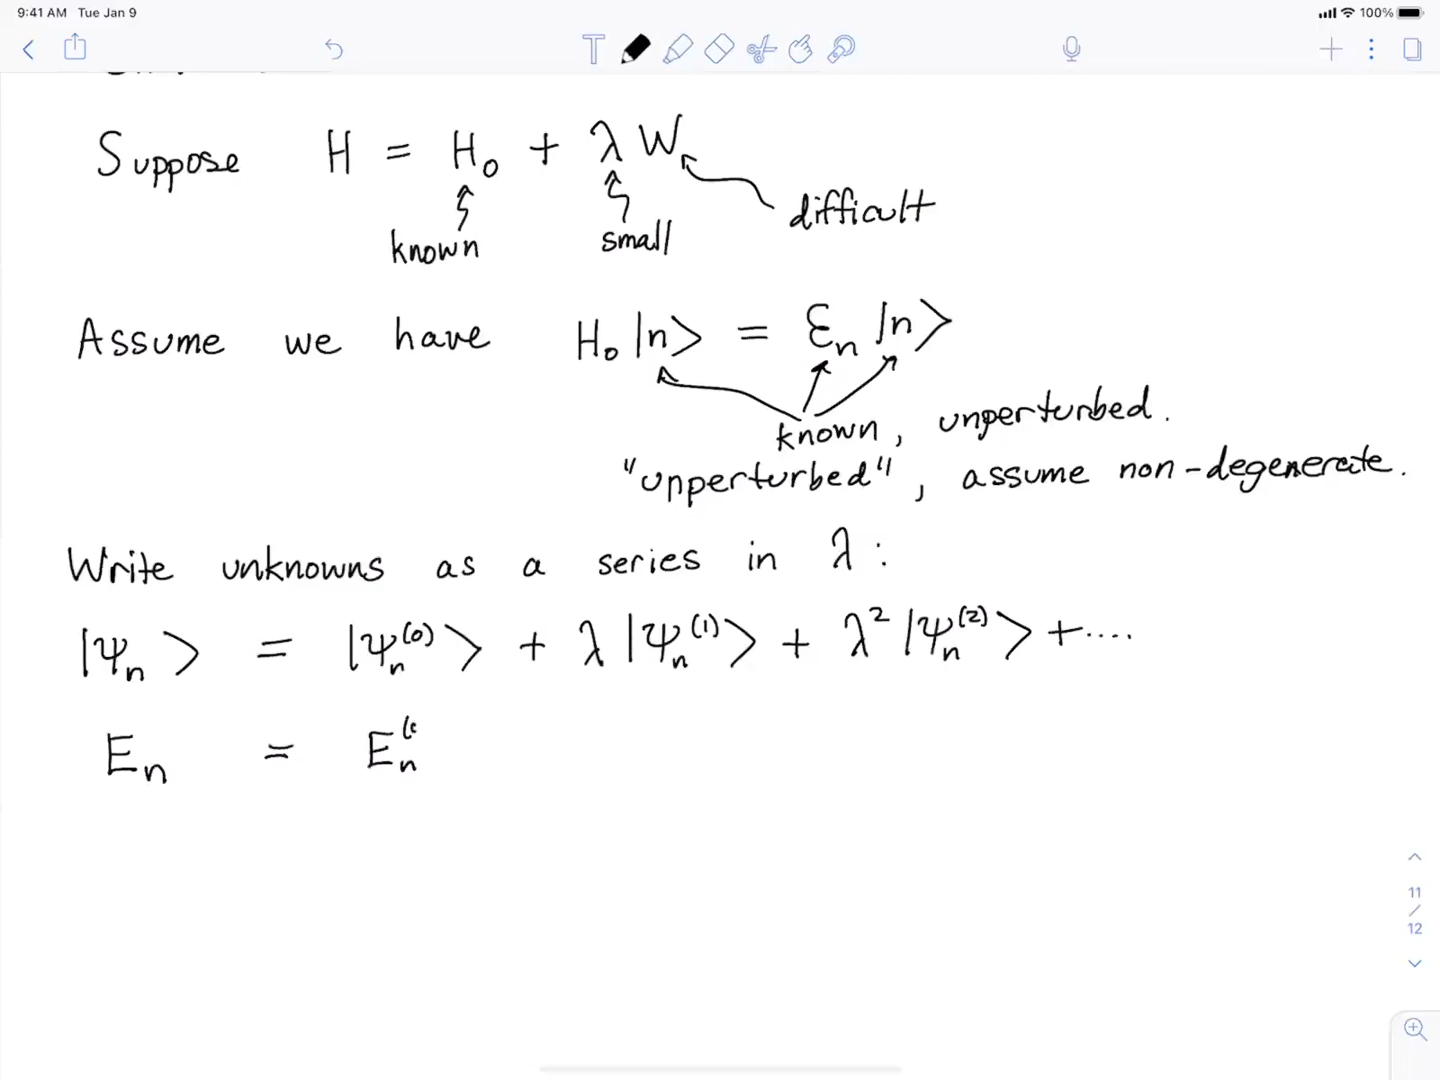 9:41 AM Tue Jan 9
100%
T
Suppose H = H₀ + λ W
known small difficult
Assume we have H₀ |n> = Ɛₙ |n>
known, unperturbed.
"unperturbed", assume non-degenerate.
Write unknowns as a series in λ :
|ψₙ > = |ψₙ⁽⁰⁾> + λ |ψₙ⁽¹⁾> + λ² |ψₙ⁽²⁾> + ....
Eₙ = Eₙ⁽
11
/
12